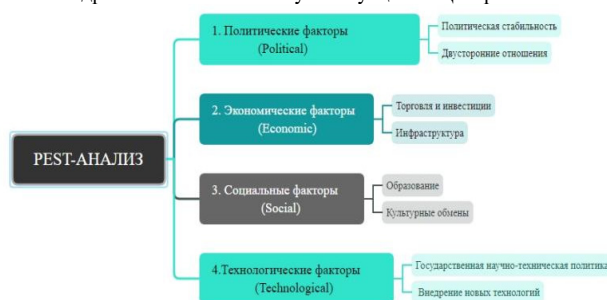 1. Политические факторы
(Political)
Политическая стабильность
Двусторонние отношения
2. Экономические факторы
(Economic)
Торговля и инвестиции
Инфраструктура
PEST-АНАЛИЗ
3. Социальные факторы
(Social)
Образование
Культурные обмены
4.Технологические факторы
(Technological)
Государственная научно-техническая политика
Внедрение новых технологий